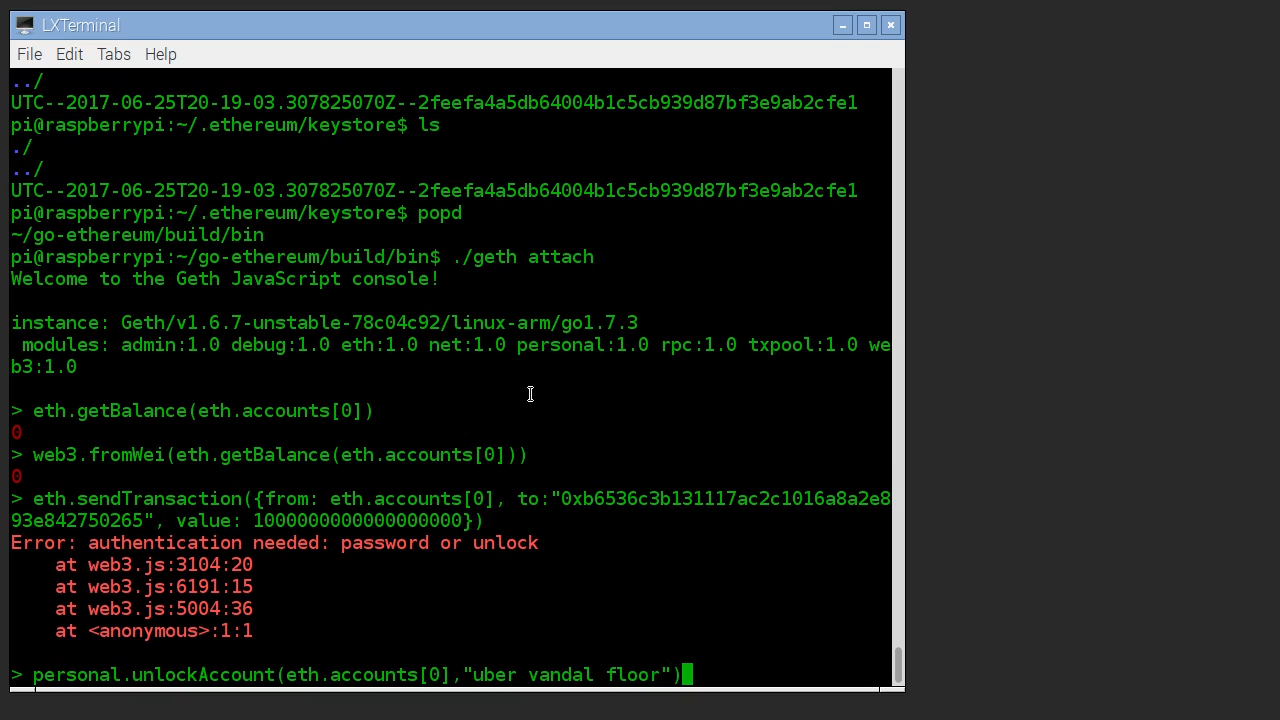 LXTerminal
File Edit Tabs Help
../
UTC--2017-06-25T20-19-03.307825070Z--2feefa4a5db64004b1c5cb939d87bf3e9ab2cfe1
pi@raspberrypi:~/.ethereum/keystore$ ls
./
../
UTC--2017-06-25T20-19-03.307825070Z--2feefa4a5db64004b1c5cb939d87bf3e9ab2cfe1
pi@raspberrypi:~/.ethereum/keystore$ popd
~/go-ethereum/build/bin
pi@raspberrypi:~/go-ethereum/build/bin$ ./geth attach
Welcome to the Geth JavaScript console!
instance: Geth/v1.6.7-unstable-78c04c92/linux-arm/go1.7.3
modules: admin:1.0 debug:1.0 eth:1.0 net:1.0 personal:1.0 rpc:1.0 txpool:1.0 we
b3:1.0
> eth.getBalance(eth.accounts[0])
0
> web3.fromWei(eth.getBalance(eth.accounts[0]))
0
> eth.sendTransaction({from: eth.accounts[0], to:"0xb6536c3b131117ac2c1016a8a2e8
93e842750265", value: 1000000000000000000})
Error: authentication needed: password or unlock
at web3.js:3104:20
at web3.js:6191:15
at web3.js:5004:36
at <anonymous>:1:1
> personal.unlockAccount(eth.accounts[0],"uber vandal floor")